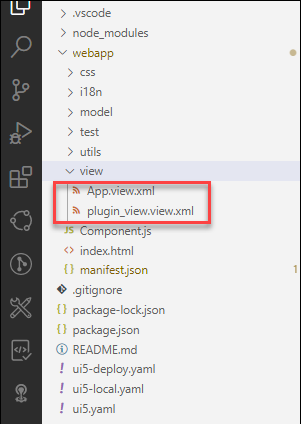 .vscode
node_modules
webapp
css
i18n
model
test
utils
view
App.view.xml
plugin_view.view.xml
JS Component.js
<> index.html
{} manifest.json 1
.gitignore
{} package-lock.json
{} package.json
README.md
! ui5-deploy.yaml
! ui5-local.yaml
! ui5.yaml